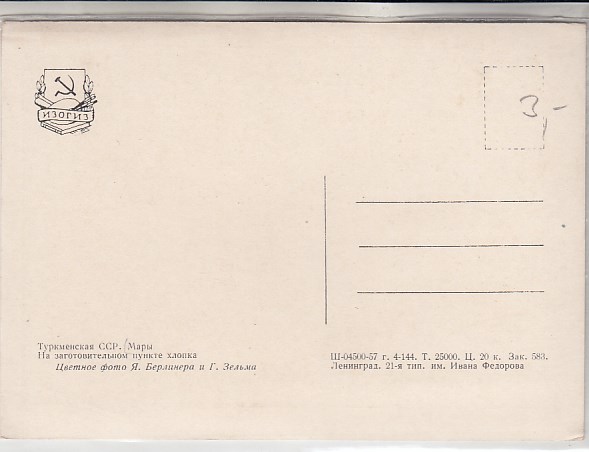 ИЗОГИЗ
3,-
Туркменская ССР. Мары
На заготовительном пункте хлопка
Цветное фото Я. Берлинера и Г. Зельма
Ш-04500-57 г. 4-144. Т. 25000. Ц. 20 к. Зак. 583.
Ленинград. 21-я тип. им. Ивана Федорова